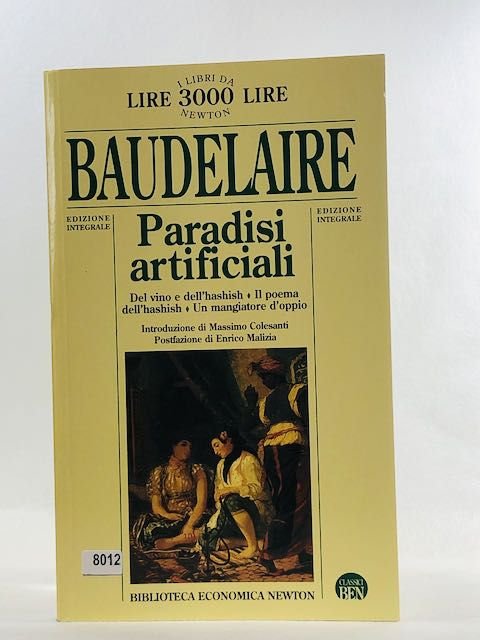 I LIBRI DA
LIRE 3000 LIRE
NEWTON
BAUDELAIRE
EDIZIONE
INTEGRALE
Paradisi
artificiali
EDIZIONE
INTEGRALE
Del vino e dell'hashish ♦ Il poema
dell'hashish ♦ Un mangiatore d'oppio
Introduzione di Massimo Colesanti
Postfazione di Enrico Malizia
8012
BIBLIOTECA ECONOMICA NEWTON
CLASSICI
BEN